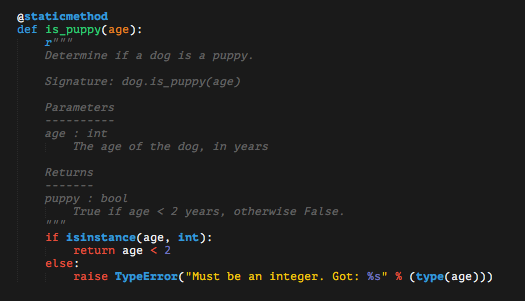 @staticmethod
def is_puppy(age):
    r"""
    Determine if a dog is a puppy.

    Signature: dog.is_puppy(age)

    Parameters
    ----------
    age : int
        The age of the dog, in years

    Returns
    -------
    puppy : bool
        True if age < 2 years, otherwise False.
    """
    if isinstance(age, int):
        return age < 2
    else:
        raise TypeError("Must be an integer. Got: %s" % (type(age)))